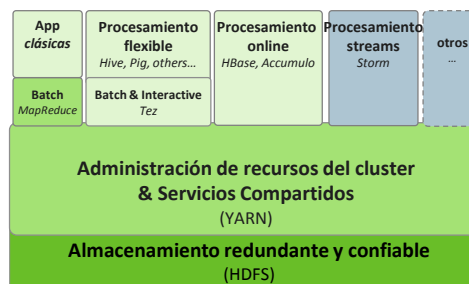 App
clásicas
Procesamiento
flexible
Hive, Pig, others...
Procesamiento
online
HBase, Accumulo
Procesamiento
streams
Storm
otros
...
Batch
MapReduce
Batch & Interactive
Tez
Administración de recursos del cluster
& Servicios Compartidos
(YARN)
Almacenamiento redundante y confiable
(HDFS)